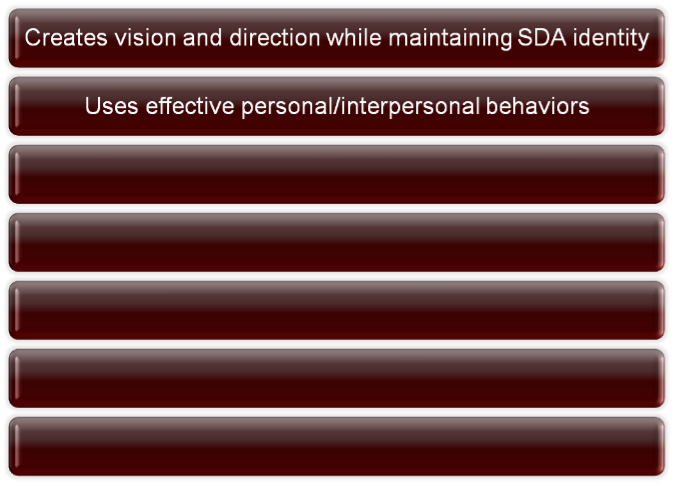 Creates vision and direction while maintaining SDA identity
Uses effective personal/interpersonal behaviors